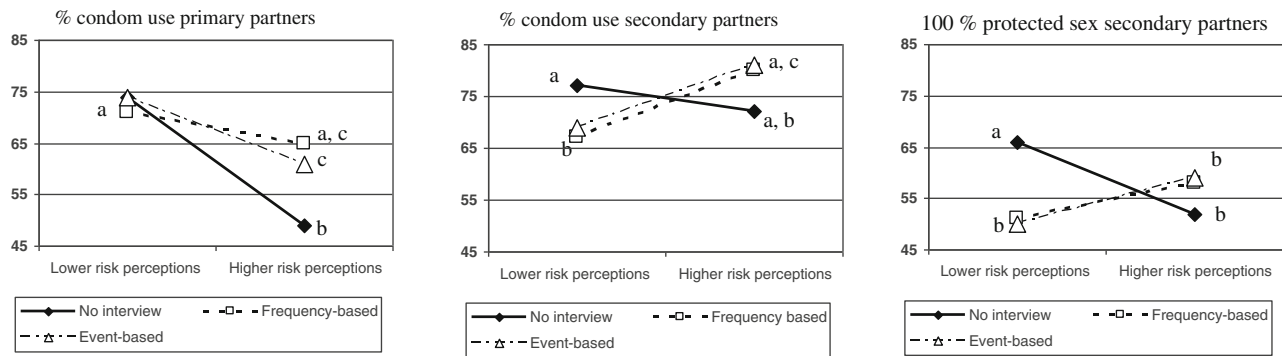 % condom use primary partners
85
75
65
55
45
a
a, c
c
b
Lower risk perceptions Higher risk perceptions
No interview Frequency-based
Event-based
% condom use secondary partners
85
75
65
55
45
a
b
a, c
a, b
Lower risk perceptions Higher risk perceptions
No interview Frequency based
Event-based
100 % protected sex secondary partners
85
75
65
55
45
a
b
b
b
Lower risk perceptions Higher risk perceptions
No interview Frequency-based
Event-based